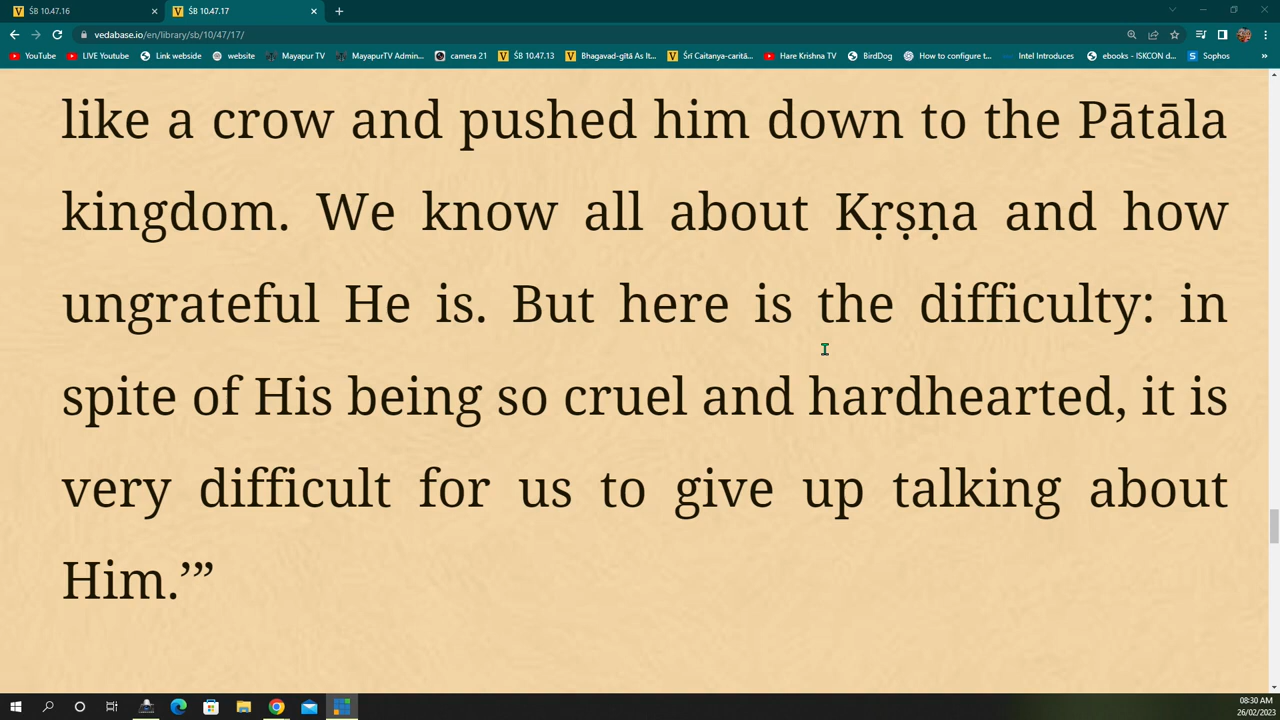 ŚB 10.47.16
ŚB 10.47.17
vedabase.io/en/library/sb/10/47/17/
YouTube LIVE Youtube Link webside website Mayapur TV MayapurTV Admin... camera 21 ŚB 10.47.13 Bhagavad-gītā As It... Śrī Caitanya-caritā... Hare Krishna TV BirdDog How to configure t... Intel Introduces ebooks - ISKCON d... Sophos »
like a crow and pushed him down to the Pātāla
kingdom. We know all about Kṛṣṇa and how
ungrateful He is. But here is the difficulty: in
spite of His being so cruel and hardhearted, it is
very difficult for us to give up talking about
Him.’”
08:30 AM
26/02/2023